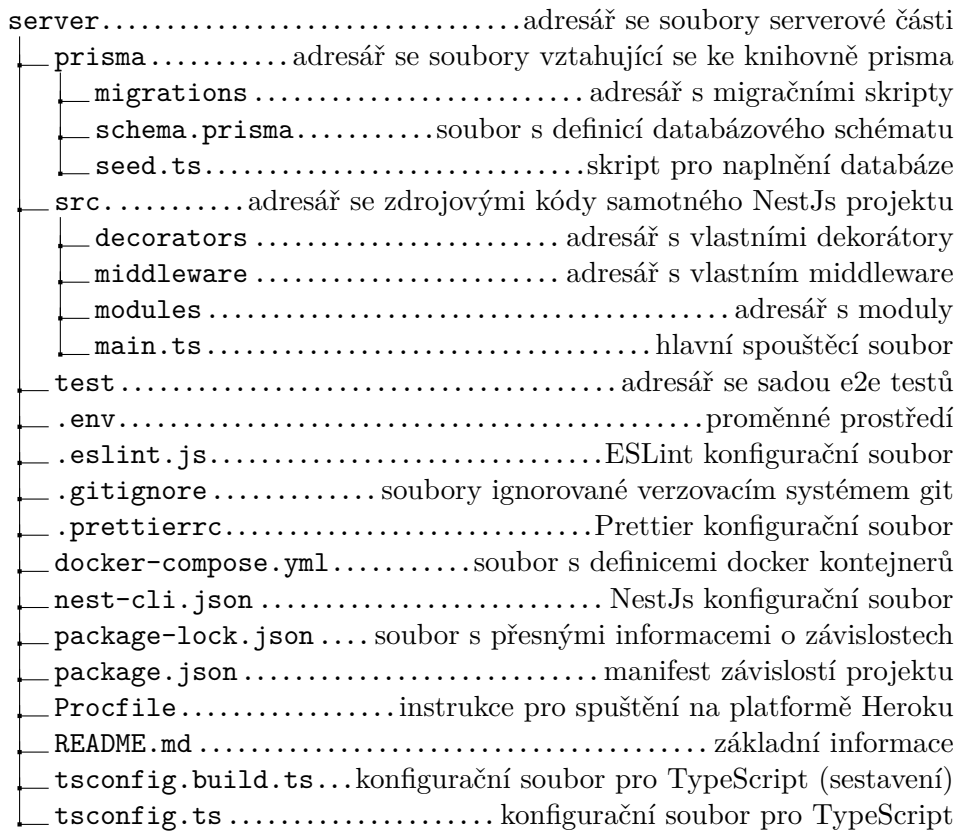 server................................adresář se soubory serverové části
prisma...........adresář se soubory vztahující se ke knihovně prisma
migrations............................adresář s migračními skripty
schema.prisma...........soubor s definicí databázového schématu
seed.ts................................skript pro naplnění databáze
src...........adresář se zdrojovými kódy samotného NestJs projektu
decorators..........................adresář s vlastními dekorátory
middleware..........................adresář s vlastním middleware
modules............................................adresář s moduly
main.ts......................................hlavní spouštěcí soubor
test.............................................adresář se sadou e2e testů
.env..................................................proměnné prostředí
.eslint.js.................................ESLint konfigurační soubor
.gitignore..............soubory ignorované verzovacím systémem git
.prettierrc................................Prettier konfigurační soubor
docker-compose.yml............soubor s definicemi docker kontejnerů
nest-cli.json.............................NestJs konfigurační soubor
package-lock.json....soubor s přesnými informacemi o závislostech
package.json...............................manifest závislostí projektu
Procfile...................instrukce pro spuštění na platformě Heroku
README.md............................................základní informace
tsconfig.build.ts...konfigurační soubor pro TypeScript (sestavení)
tsconfig.ts.......................konfigurační soubor pro TypeScript